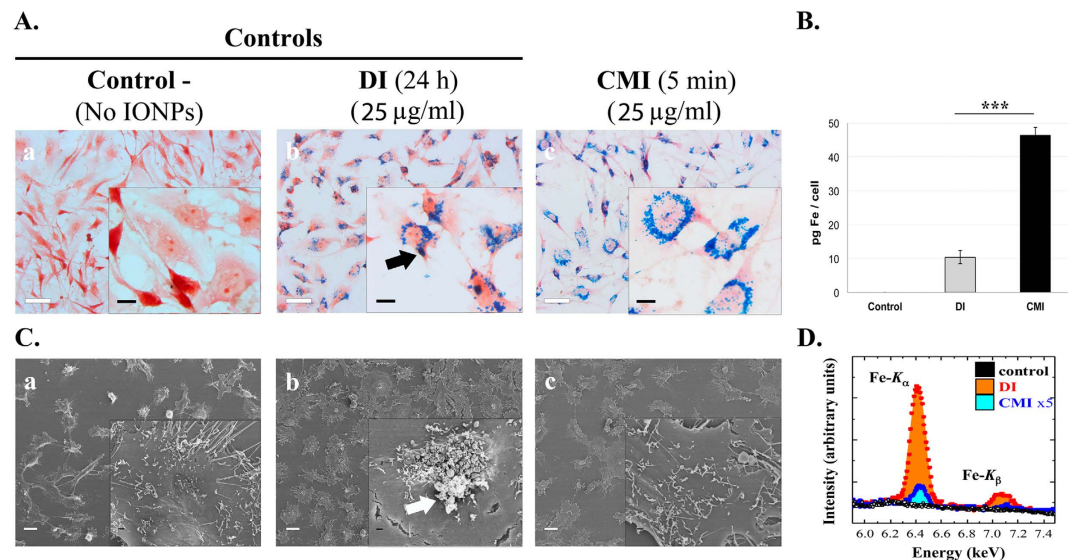 A.
Controls
Control -
(No IONPs)
DI (24 h)
(25 µg/ml)
CMI (5 min)
(25 µg/ml)
a
b
c
B.
***
pg Fe / cell
50
40
30
20
10
0
Control
DI
CMI
C.
a
b
c
D.
Intensity (arbitrary units)
Fe-Kα
Fe-Kβ
control
DI
CMI x5
6.0 6.2 6.4 6.6 6.8 7.0 7.2 7.4
Energy (keV)